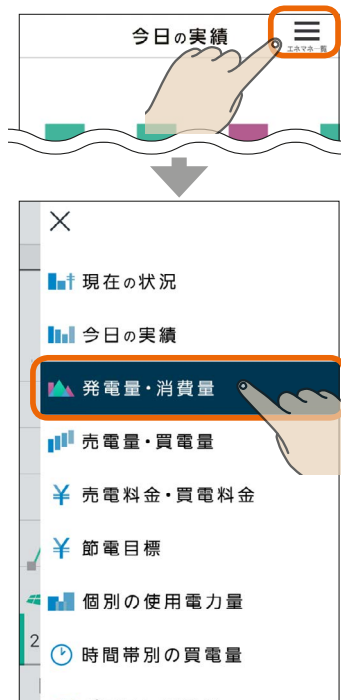 今日の実績
エネマネ一覧
現在の状況
今日の実績
発電量・消費量
売電量・買電量
¥ 売電料金・買電料金
¥ 節電目標
個別の使用電力量
2
時間帯別の買電量